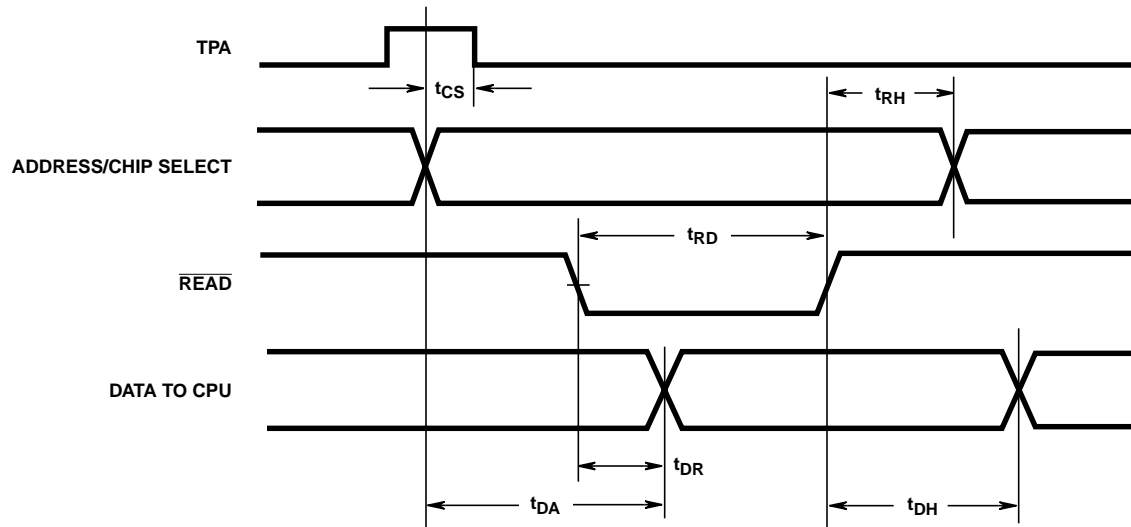 TPA
tCS
tRH
ADDRESS/CHIP SELECT
tRD
READ
DATA TO CPU
tDR
tDA
tDH